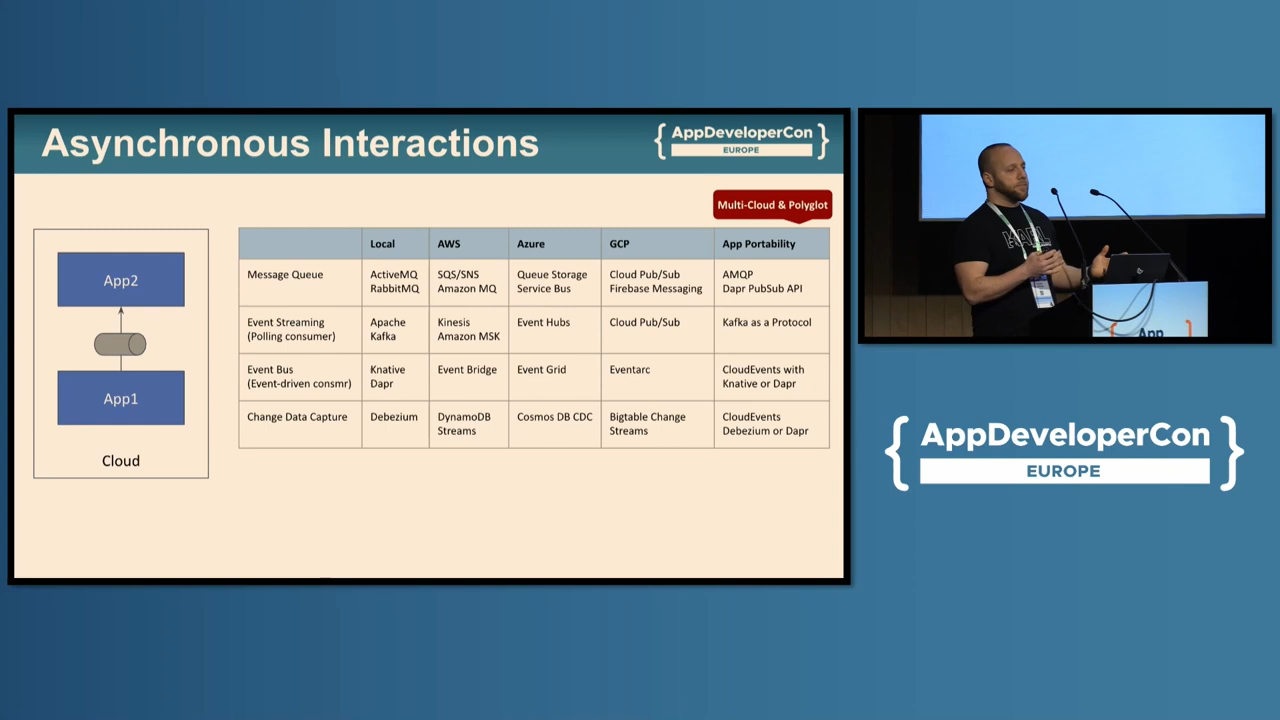 Asynchronous Interactions
{ AppDeveloperCon }
EUROPE
Multi-Cloud & Polyglot
App2
App1
Cloud
Local AWS Azure GCP App Portability
Message Queue
ActiveMQ
RabbitMQ
SQS/SNS
Amazon MQ
Queue Storage
Service Bus
Cloud Pub/Sub
Firebase Messaging
AMQP
Dapr PubSub API
Event Streaming
(Polling consumer)
Apache
Kafka
Kinesis
Amazon MSK
Event Hubs
Cloud Pub/Sub
Kafka as a Protocol
Event Bus
(Event-driven consmr)
Knative
Dapr
Event Bridge
Event Grid
Eventarc
CloudEvents with
Knative or Dapr
Change Data Capture
Debezium
DynamoDB
Streams
Cosmos DB CDC
Bigtable Change
Streams
CloudEvents
Debezium or Dapr
App
{ AppDeveloperCon }
EUROPE